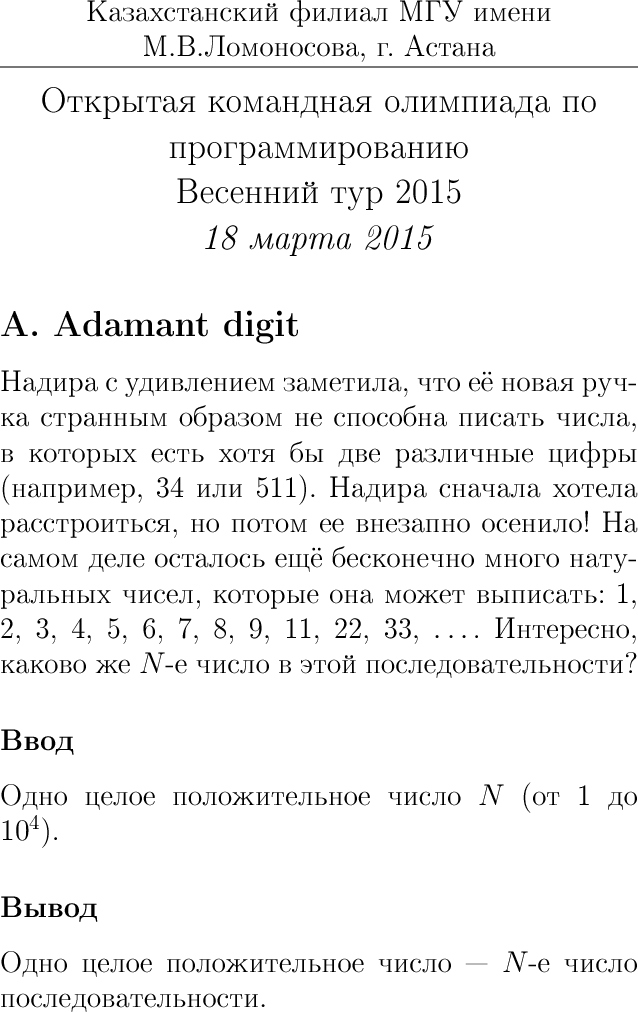 Казахстанский филиал МГУ имени
М.В.Ломоносова, г. Астана
Открытая командная олимпиада по
программированию
Весенний тур 2015
18 марта 2015
A. Adamant digit
Надира с удивлением заметила, что её новая руч-
ка странным образом не способна писать числа,
в которых есть хотя бы две различные цифры
(например, 34 или 511). Надира сначала хотела
расстроиться, но потом ее внезапно осенило! На
самом деле осталось ещё бесконечно много нату-
ральных чисел, которые она может выписать: 1,
2, 3, 4, 5, 6, 7, 8, 9, 11, 22, 33, .... Интересно,
каково же N-е число в этой последовательности?
Ввод
Одно целое положительное число N (от 1 до
10⁴).
Вывод
Одно целое положительное число — N-е число
последовательности.